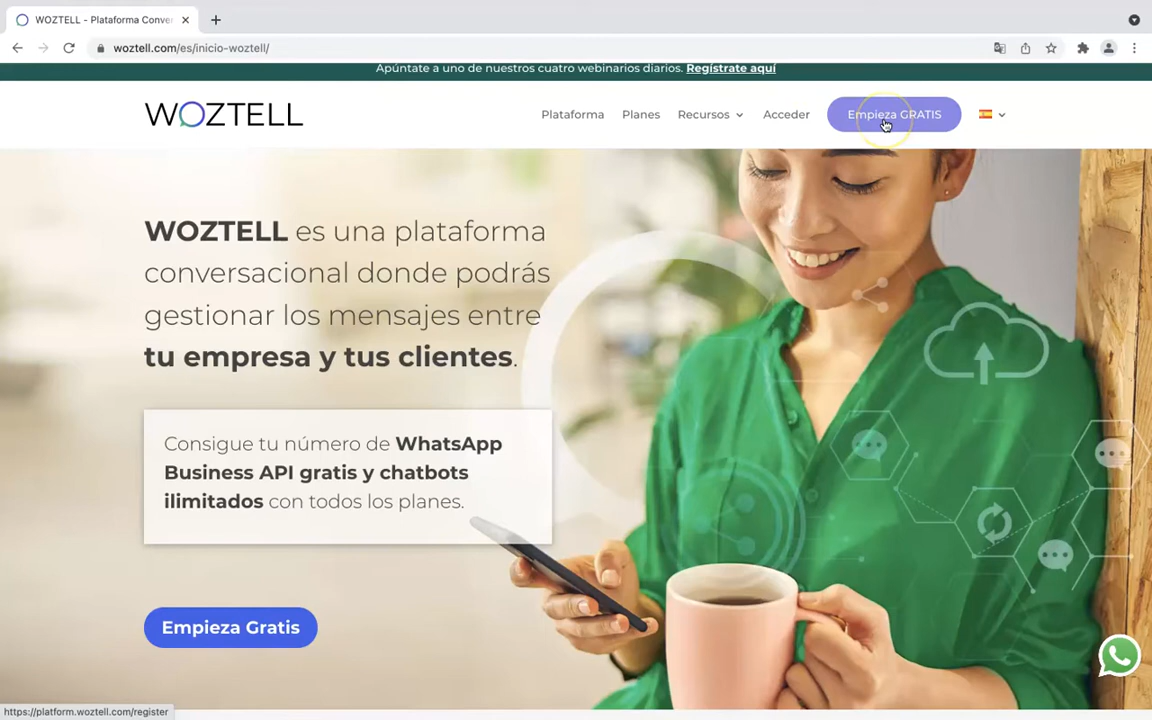 WOZTELL - Plataforma Conver
woztell.com/es/inicio-woztell/
Apúntate a uno de nuestros cuatro webinarios diarios. Regístrate aquí
WOZTELL
Plataforma
Planes
Recursos
Acceder
Empieza GRATIS
WOZTELL es una plataforma
conversacional donde podrás
gestionar los mensajes entre
tu empresa y tus clientes.
Consigue tu número de WhatsApp
Business API gratis y chatbots
ilimitados con todos los planes.
Empieza Gratis
https://platform.woztell.com/register